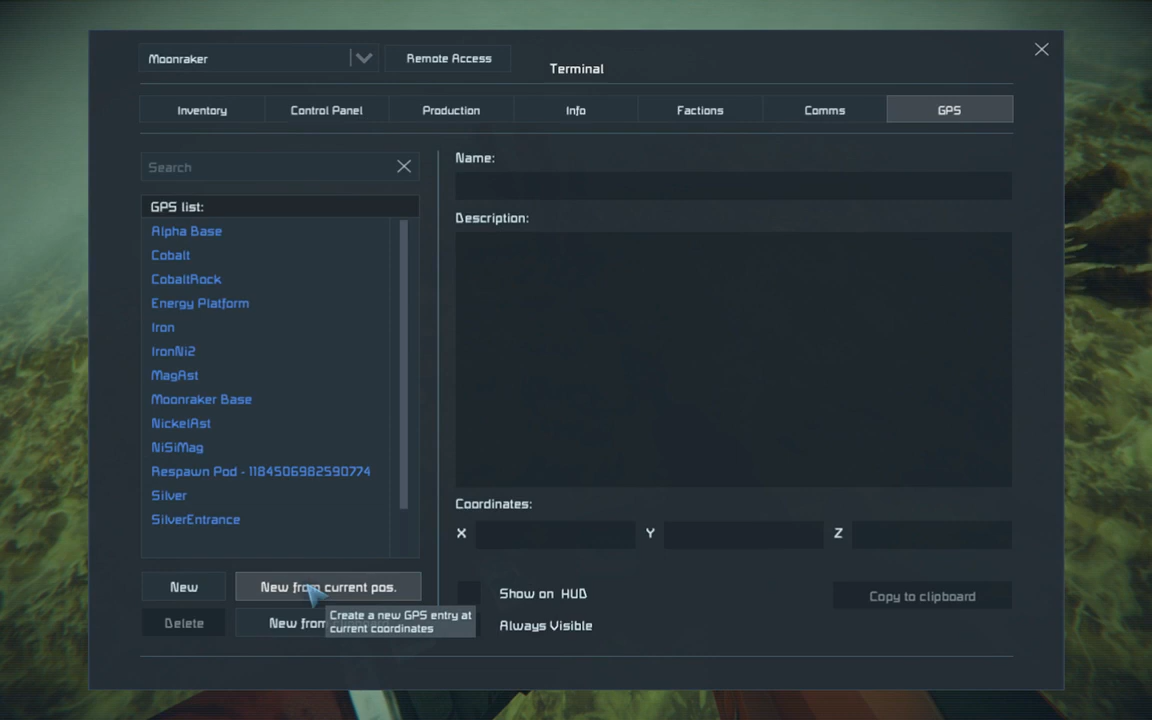 Moonraker
Remote Access
Terminal
Inventory
Control Panel
Production
Info
Factions
Comms
GPS
Search
GPS list:
Alpha Base
Cobalt
CobaltRock
Energy Platform
Iron
IronNi2
MagAst
Moonraker Base
NickelAst
NiSiMag
Respawn Pod - 1184506982590774
Silver
SilverEntrance
New
New from current pos.
Delete
New from
Create a new GPS entry at
current coordinates
Name:
Description:
Coordinates:
X
Y
Z
Show on HUD
Always Visible
Copy to clipboard